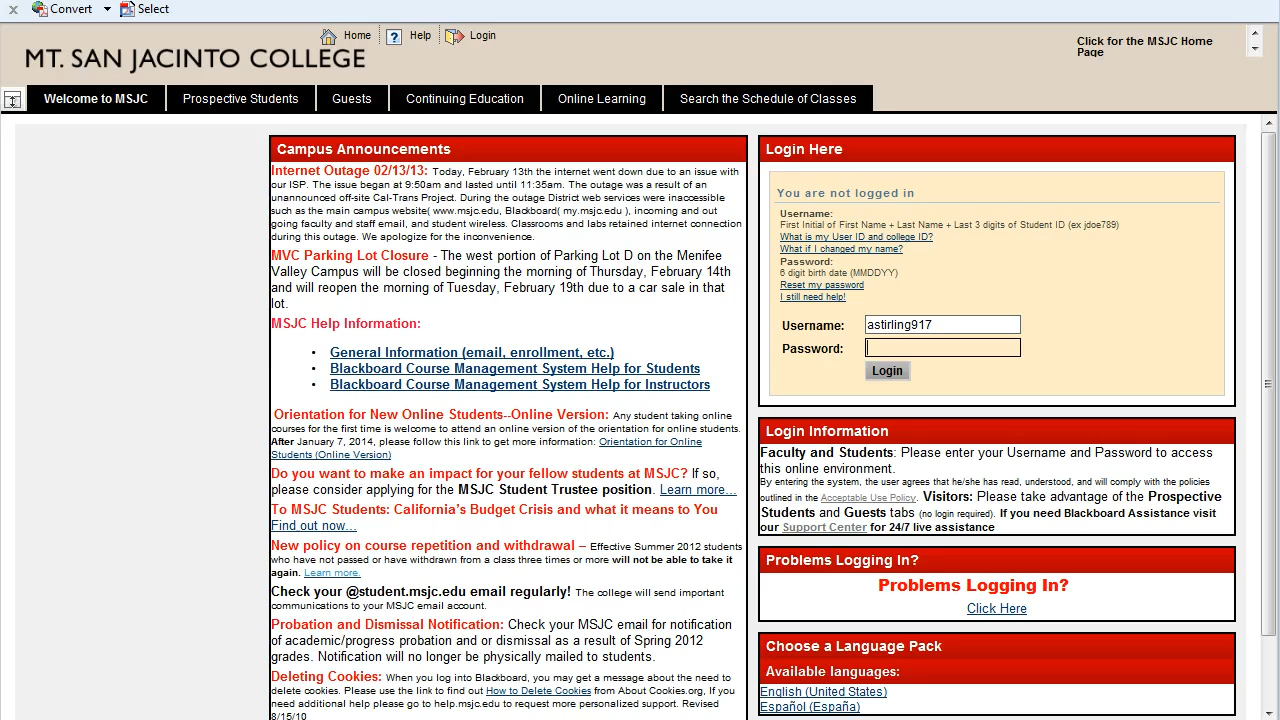 Convert
Select
Home
Help
Login
MT. SAN JACINTO COLLEGE
Click for the MSJC Home
Page
Welcome to MSJC
Prospective Students
Guests
Continuing Education
Online Learning
Search the Schedule of Classes
Campus Announcements
Internet Outage 02/13/13: Today, February 13th the internet went down due to an issue with
our ISP. The issue began at 9:50am and lasted until 11:35am. The outage was a result of an
unannounced off-site Cal-Trans Project. During the outage District web services were inaccessible
such as the main campus website( www.msjc.edu, Blackboard( my.msjc.edu ), incoming and out
going faculty and staff email, and student wireless. Classrooms and labs retained internet connection
during this outage. We apologize for the inconvenience.
MVC Parking Lot Closure - The west portion of Parking Lot D on the Menifee
Valley Campus will be closed beginning the morning of Thursday, February 14th
and will reopen the morning of Tuesday, February 19th due to a car sale in that
lot.
MSJC Help Information:
• General Information (email, enrollment, etc.)
• Blackboard Course Management System Help for Students
• Blackboard Course Management System Help for Instructors
Orientation for New Online Students--Online Version: Any student taking online
courses for the first time is welcome to attend an online version of the orientation for online students.
After January 7, 2014, please follow this link to get more information: Orientation for Online
Students (Online Version)
Do you want to make an impact for your fellow students at MSJC? If so,
please consider applying for the MSJC Student Trustee position. Learn more...
To MSJC Students: California's Budget Crisis and what it means to You
Find out now...
New policy on course repetition and withdrawal – Effective Summer 2012 students
who have not passed or have withdrawn from a class three times or more will not be able to take it
again. Learn more.
Check your @student.msjc.edu email regularly! The college will send important
communications to your MSJC email account.
Probation and Dismissal Notification: Check your MSJC email for notification
of academic/progress probation and or dismissal as a result of Spring 2012
grades. Notification will no longer be physically mailed to students.
Deleting Cookies: When you log into Blackboard, you may get a message about the need to
delete cookies. Please use the link to find out How to Delete Cookies from About Cookies.org, If you
need additional help please go to help.msjc.edu to request more personalized support. Revised
8/15/10
Login Here
You are not logged in
Username:
First Initial of First Name + Last Name + Last 3 digits of Student ID (ex jdoe789)
What is my User ID and college ID?
What if I changed my name?
Password:
6 digit birth date (MMDDYY)
Reset my password
I still need help!
Username: astirling917
Password:
Login
Login Information
Faculty and Students: Please enter your Username and Password to access
this online environment.
By entering the system, the user agrees that he/she has read, understood, and will comply with the policies
outlined in the Acceptable Use Policy. Visitors: Please take advantage of the Prospective
Students and Guests tabs (no login required). If you need Blackboard Assistance visit
our Support Center for 24/7 live assistance
Problems Logging In?
Problems Logging In?
Click Here
Choose a Language Pack
Available languages:
English (United States)
Español (España)